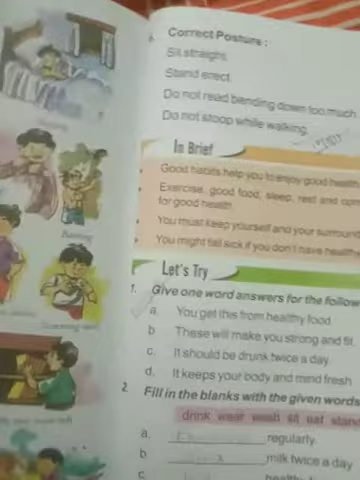 Correct Posture :
Sit straight.
Stand erect
Do not read bending down too much
Do not stoop while walking.
In Brief
Good habits help you to enjoy good health
Exercise, good food, sleep, rest and
for good health
You must keep yourself and your
You might fall sick if you don't have
Let's Try
1. Give one word answers for the
a. You get this from healthy food
b These will make you strong and fit.
c. It should be drunk twice a day.
d. It keeps your body and mind fresh
2 Fill in the blanks with the given words
drink wear wash sit eat
a. regularly.
b milk twice a day
c.